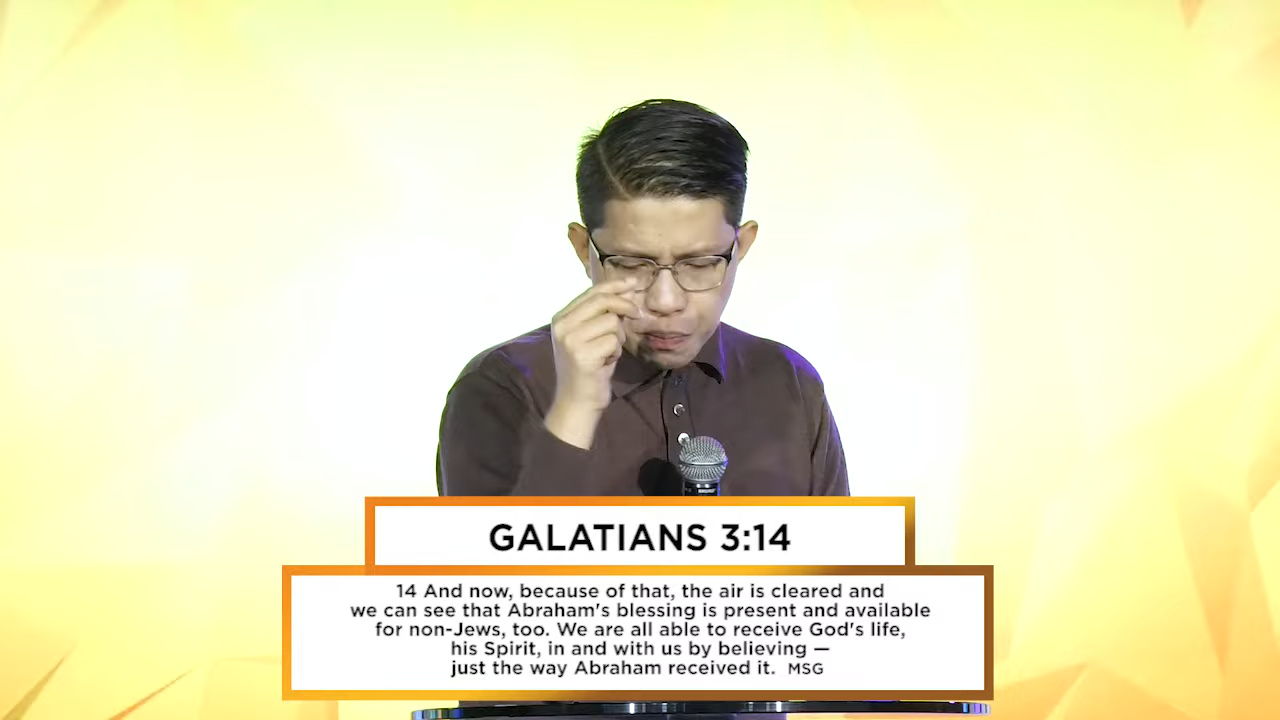 GALATIANS 3:14
14 And now, because of that, the air is cleared and
we can see that Abraham's blessing is present and available
for non-Jews, too. We are all able to receive God's life,
his Spirit, in and with us by believing —
just the way Abraham received it. MSG